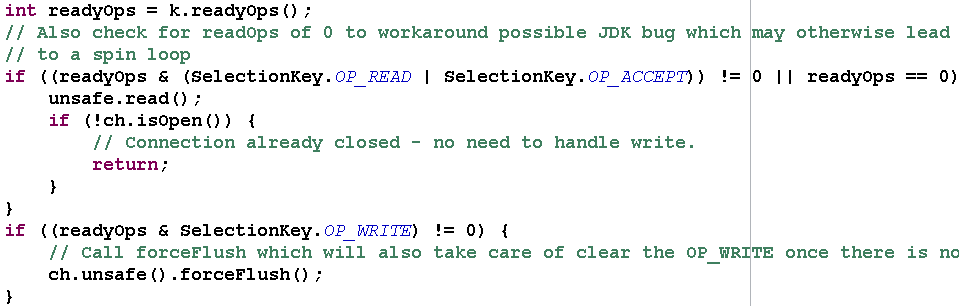 int readyOps = k.readyOps();
// Also check for readOps of 0 to workaround possible JDK bug which may otherwise lead
// to a spin loop
if ((readyOps & (SelectionKey.OP_READ | SelectionKey.OP_ACCEPT)) != 0 || readyOps == 0)
unsafe.read();
if (!ch.isOpen()) {
// Connection already closed - no need to handle write.
return;
}
}
if ((readyOps & SelectionKey.OP_WRITE) != 0) {
// Call forceFlush which will also take care of clear the OP_WRITE once there is no
ch.unsafe().forceFlush();
}